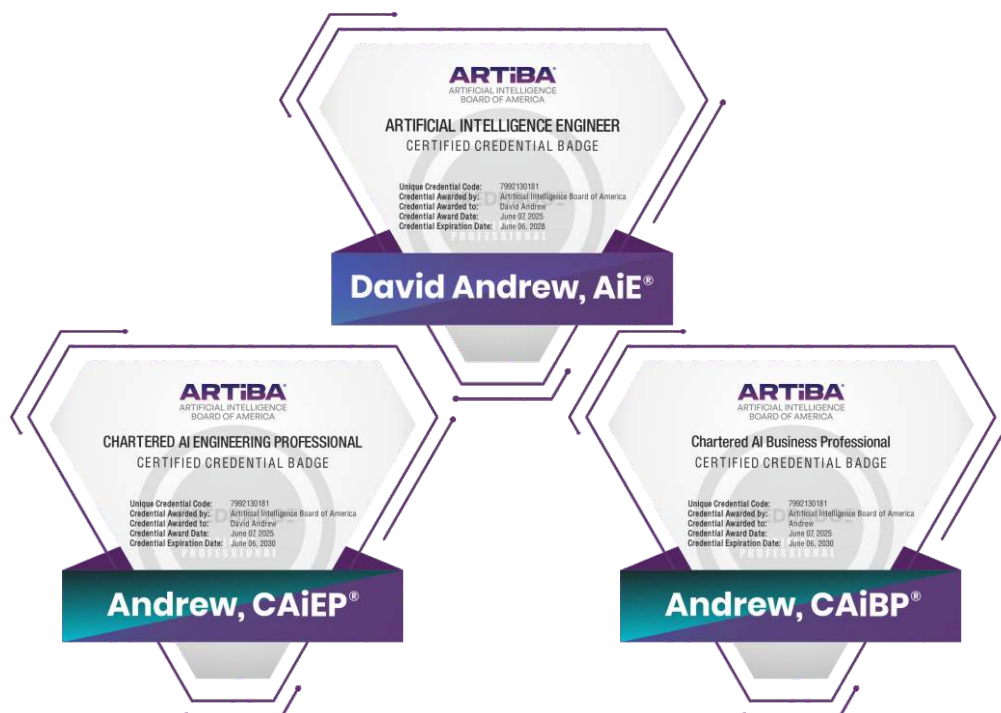 ARTiBA®
ARTIFICIAL INTELLIGENCE
BOARD OF AMERICA
ARTIFICIAL INTELLIGENCE ENGINEER
CERTIFIED CREDENTIAL BADGE
Unique Credential Code: 7992130181
Credential Awarded by: Artificial Intelligence Board of America
Credential Awarded to: David Andrew
Credential Award Date: June 07, 2025
Credential Expiration Date: June 06, 2028
PROFESSIONAL
David Andrew, AiE®
ARTiBA®
ARTIFICIAL INTELLIGENCE
BOARD OF AMERICA
CHARTERED AI ENGINEERING PROFESSIONAL
CERTIFIED CREDENTIAL BADGE
Unique Credential Code: 7992130181
Credential Awarded by: Artificial Intelligence Board of America
Credential Awarded to: David Andrew
Credential Award Date: June 07, 2025
Credential Expiration Date: June 06, 2030
PROFESSIONAL
Andrew, CAiEP®
ARTiBA®
ARTIFICIAL INTELLIGENCE
BOARD OF AMERICA
Chartered AI Business Professional
CERTIFIED CREDENTIAL BADGE
Unique Credential Code: 7992130181
Credential Awarded by: Artificial Intelligence Board of America
Credential Awarded to: Andrew
Credential Award Date: June 07, 2025
Credential Expiration Date: June 06, 2030
PROFESSIONAL
Andrew, CAiBP®